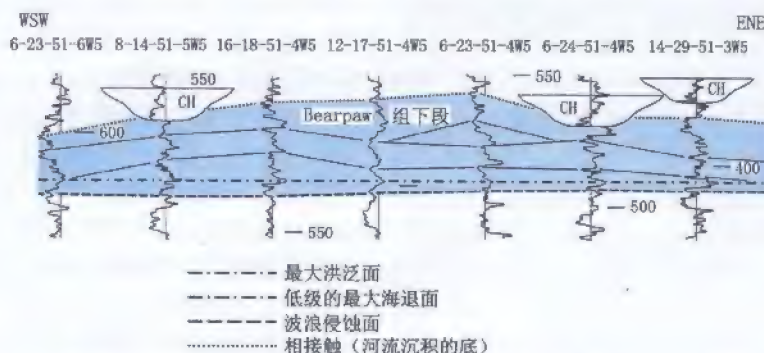 WSW
ENE
6-23-51-6W5 8-14-51-5W5 16-18-51-4W5 12-17-51-4W5 6-23-51-4W5 6-24-51-4W5 14-29-51-3W5
550 550
CH CH CH
Bearpaw 组下段
600
400
500
550
最大洪泛面
低级的最大海退面
波浪侵蚀面
相接触（河流沉积的底）